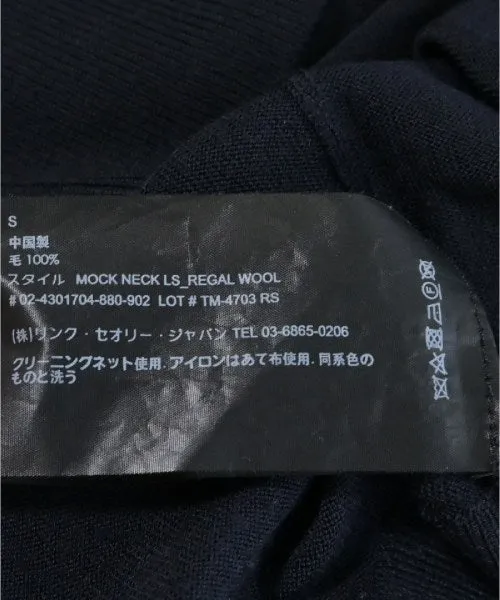 S
中国製
毛 100%
スタイル MOCK NECK LS_REGAL WOOL
# 02-4301704-880-902 LOT # TM-4703 RS
(株)リンク・セオリー・ジャパン TEL 03-6865-0206
クリーニングネット使用.アイロンはあて布使用.同系色の
ものと洗う